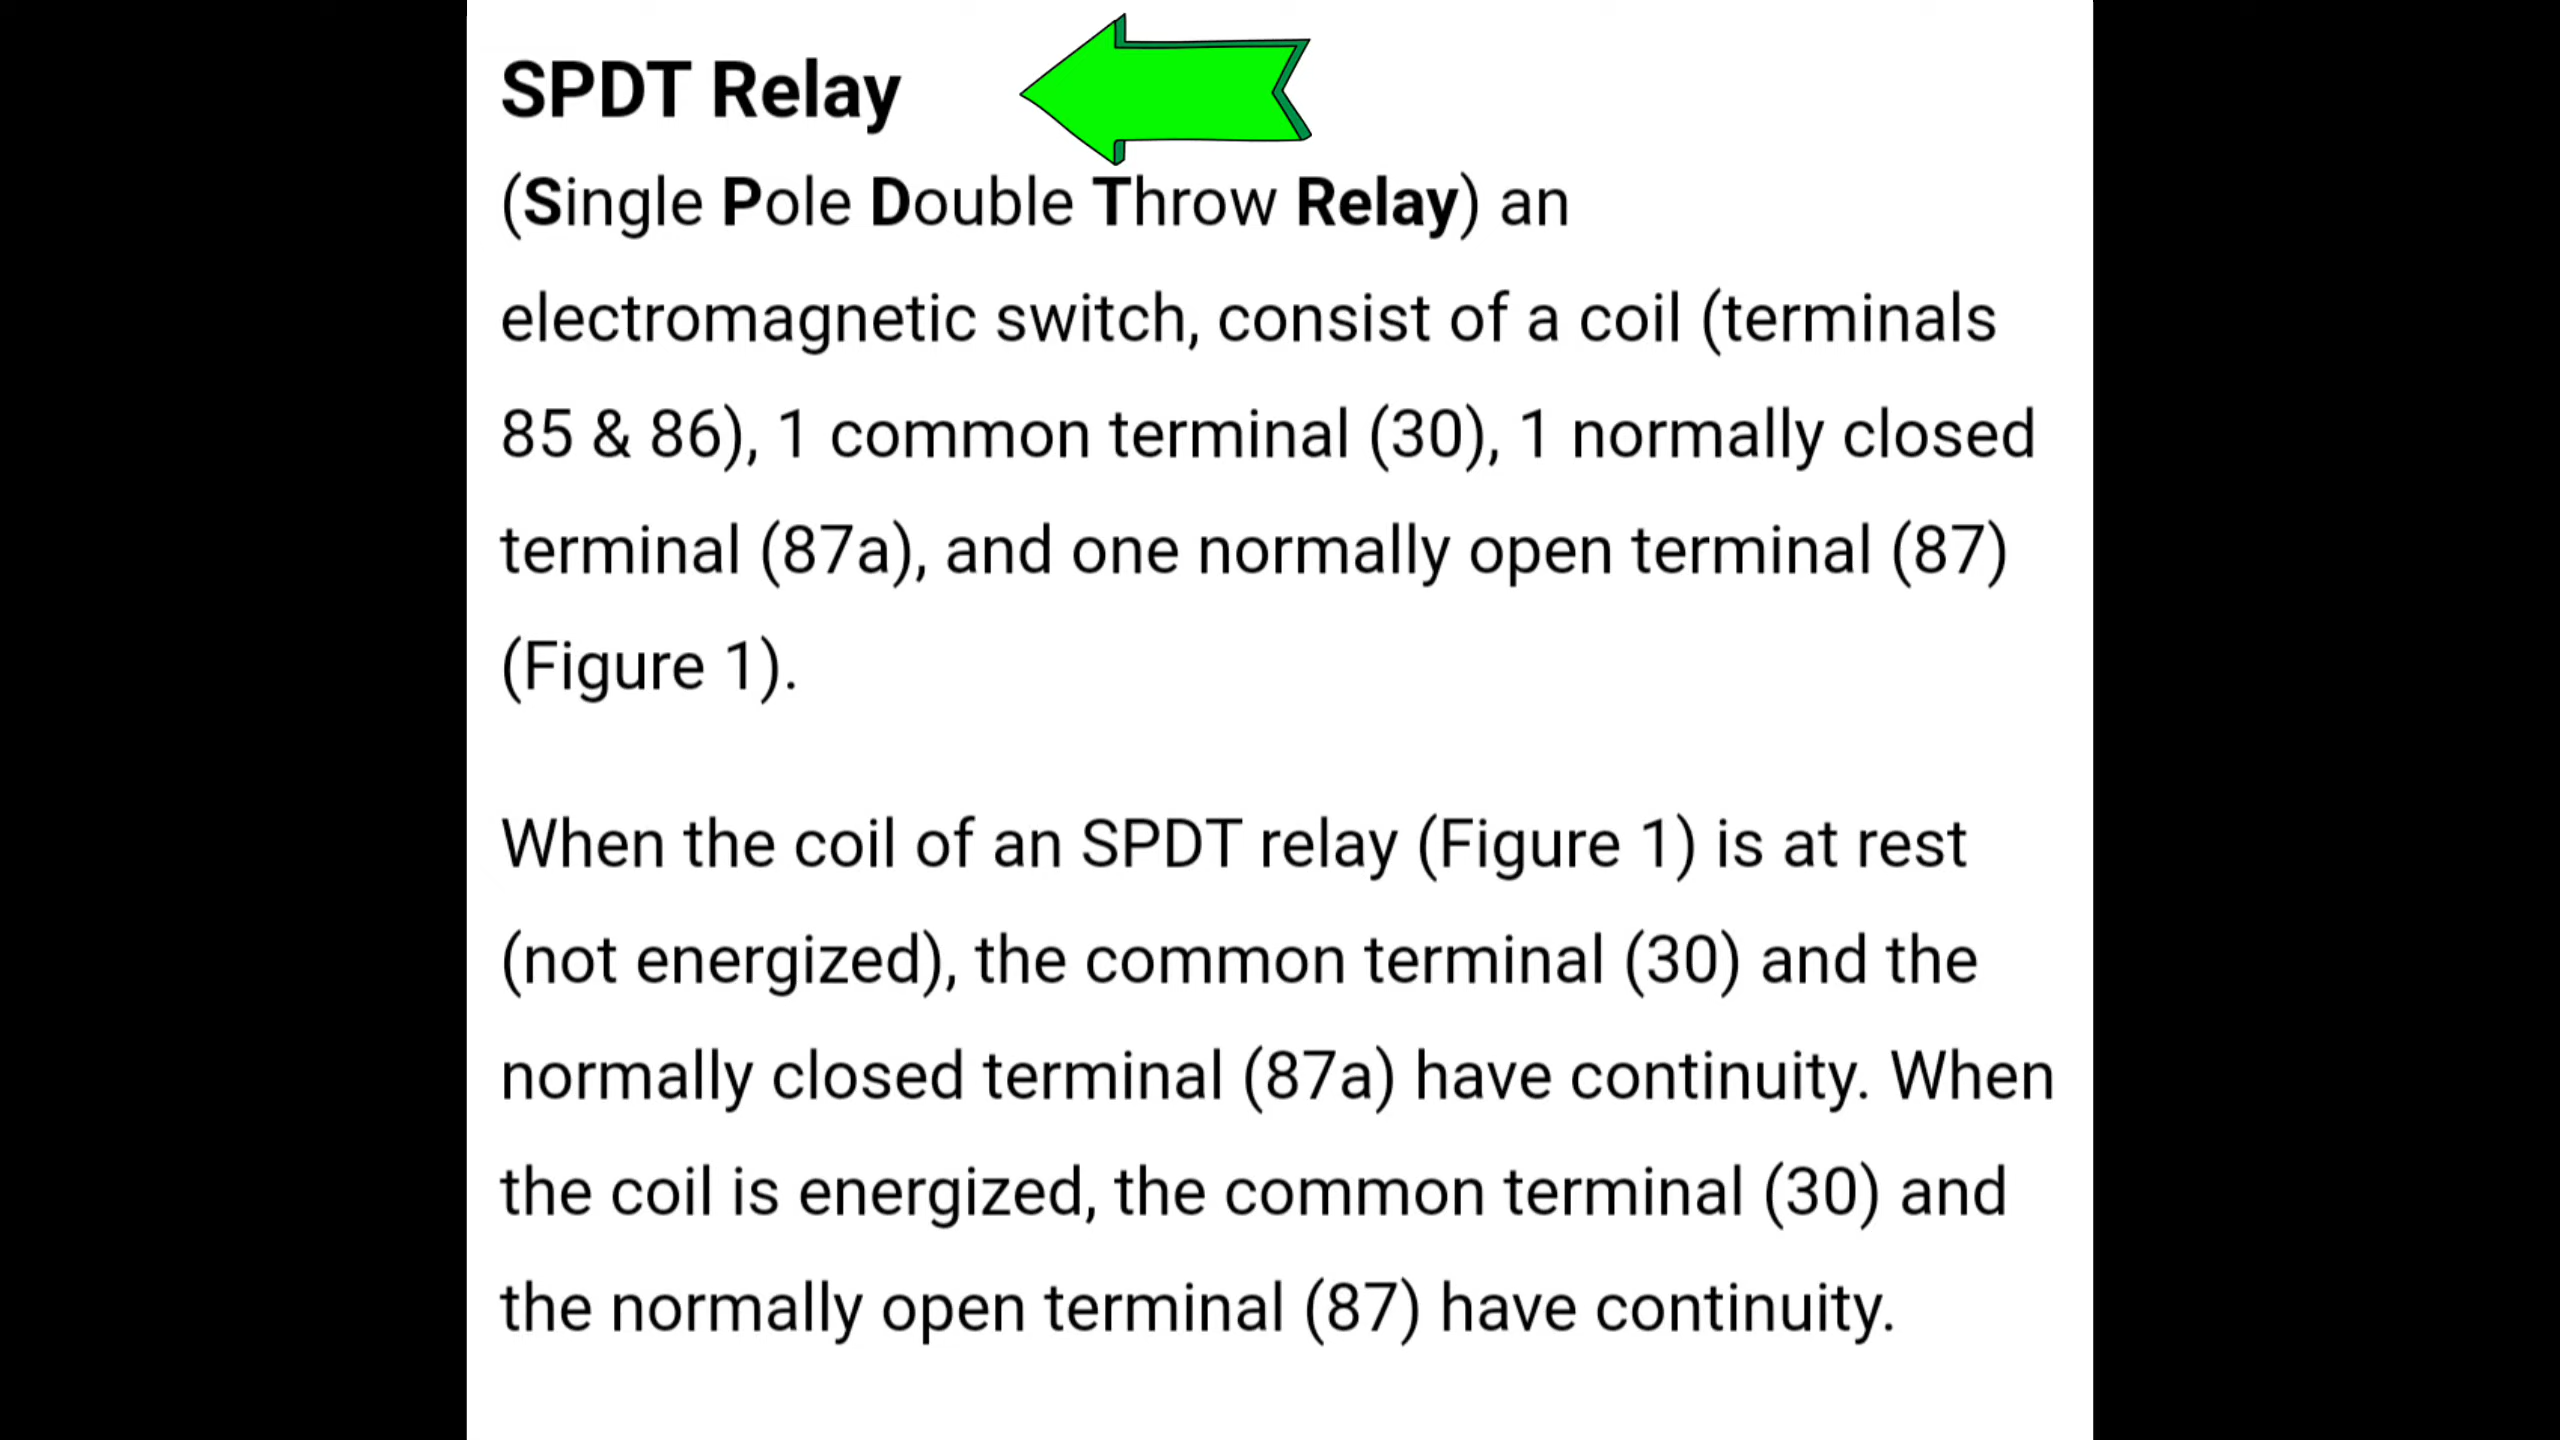 SPDT Relay
(Single Pole Double Throw Relay) an
electromagnetic switch, consist of a coil (terminals
85 & 86), 1 common terminal (30), 1 normally closed
terminal (87a), and one normally open terminal (87)
(Figure 1).
When the coil of an SPDT relay (Figure 1) is at rest
(not energized), the common terminal (30) and the
normally closed terminal (87a) have continuity. When
the coil is energized, the common terminal (30) and
the normally open terminal (87) have continuity.